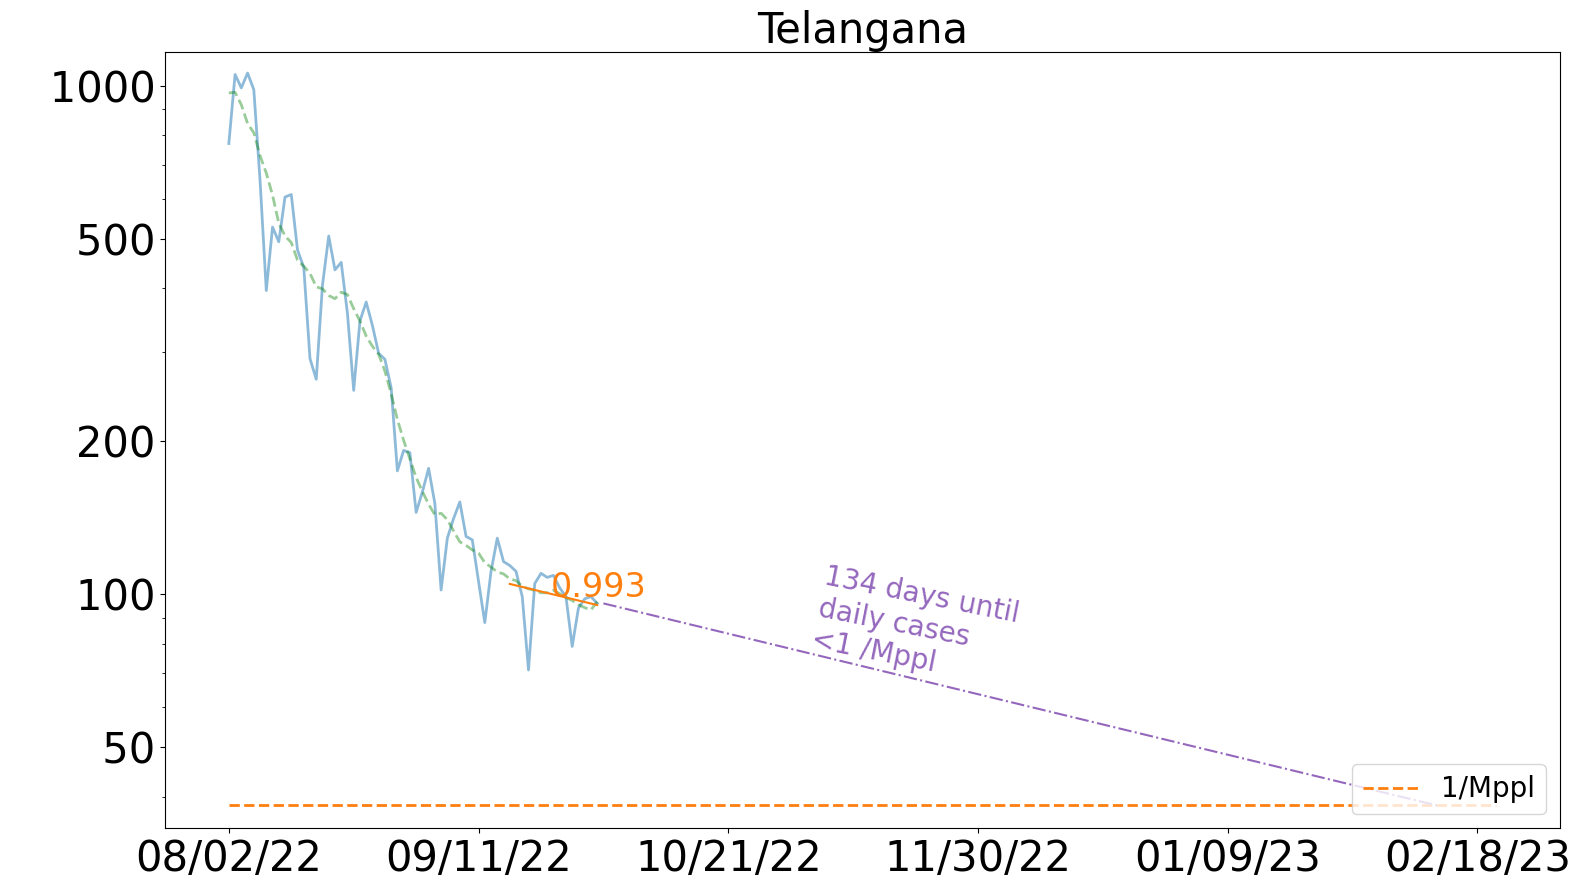 Telangana
1000
500
200
100
50
0.993
134 days until
daily cases
<1 /Mppl
1/Mppl
08/02/22
09/11/22
10/21/22
11/30/22
01/09/23
02/18/23